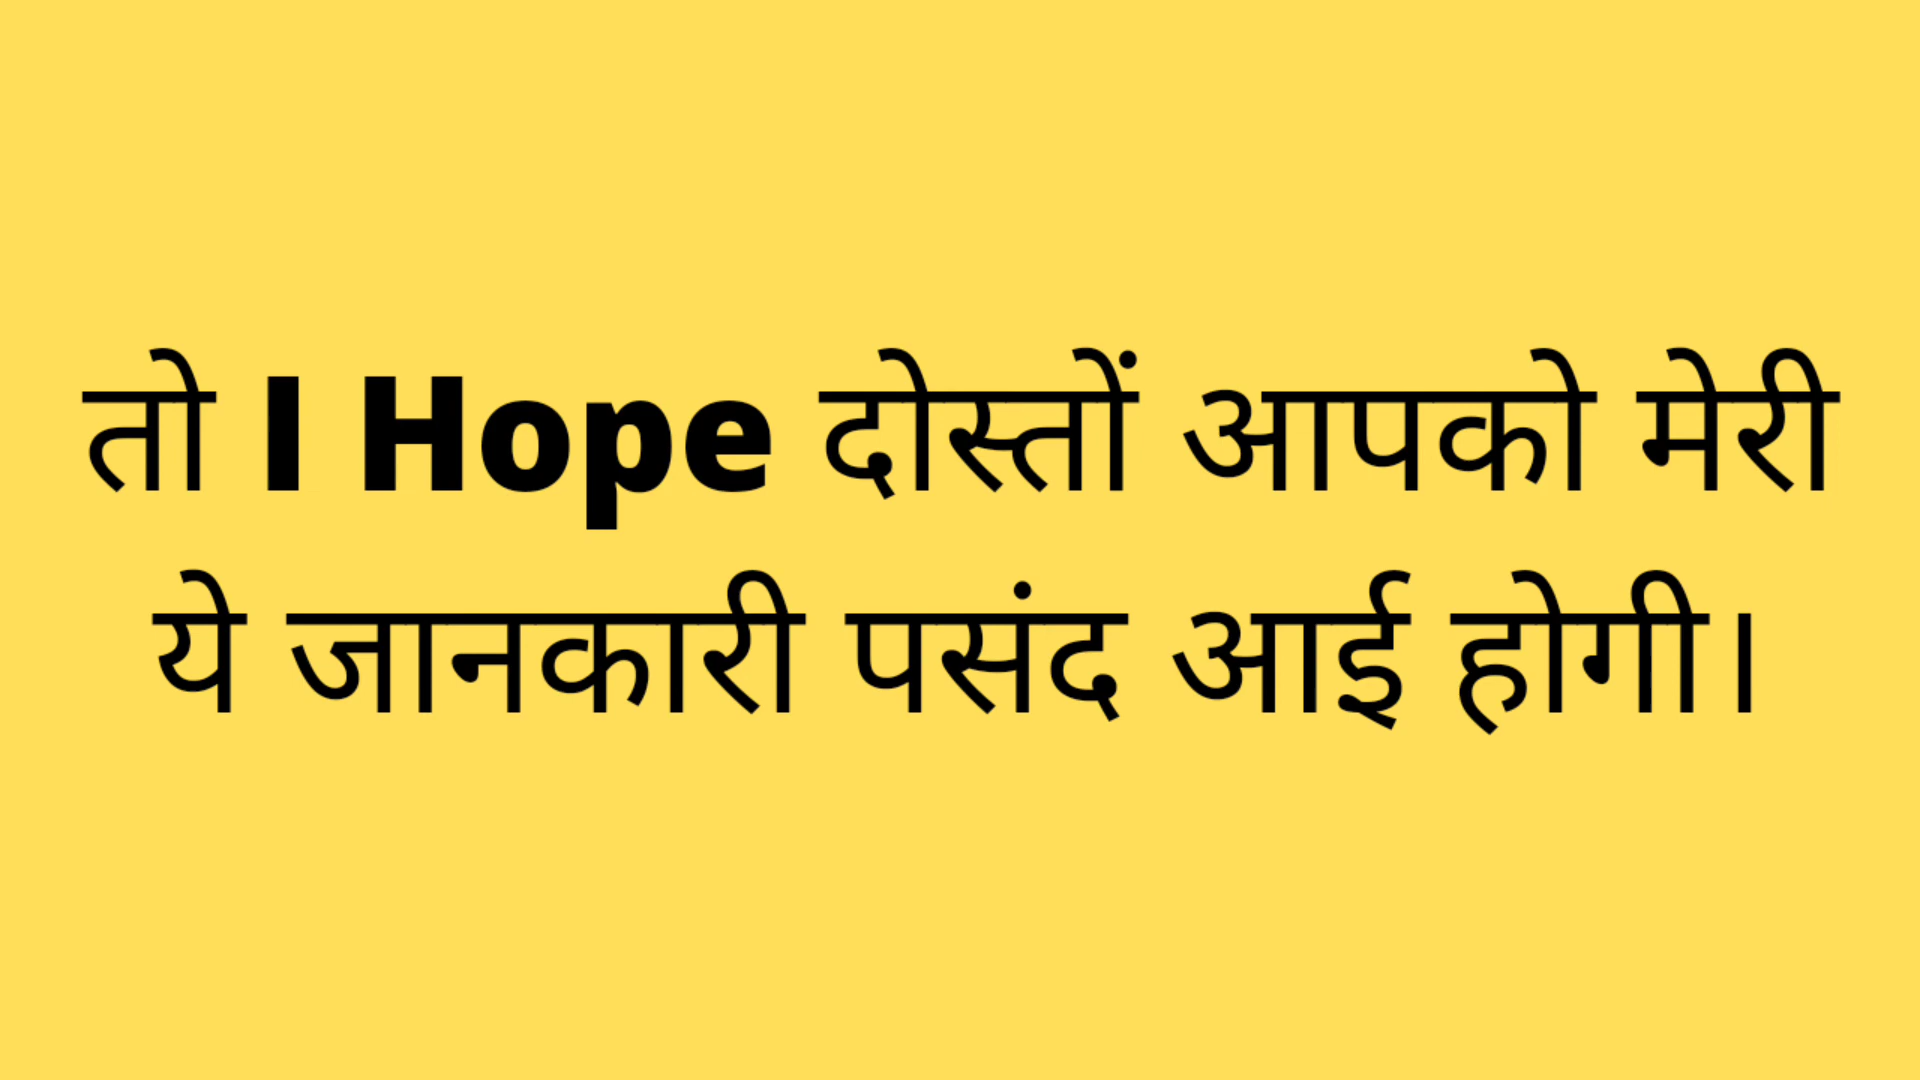 तो I Hope दोस्तों आपको मेरी
ये जानकारी पसंद आई होगी।